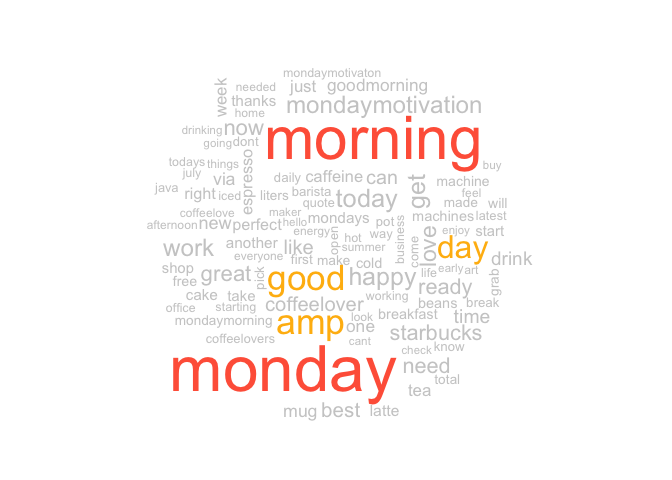 mondaymotivaton
needed
just
goodmorning
week
thanks
mondaymotivation
home
drinking
now
morning
going
dont
todays
things
espresso
buy
july
via
daily
caffeine
can
get
machine
java
right
iced
liters
barista
today
feel
coffeelove
quote
made
will
maker
mondays
machines
latest
afternoon
new
perfect
hello
pot
business
love
enjoy
start
energy
way
work
another
like
open
hot
summer
come
day
everyone
first
make
cold
drink
shop
great
pick
good
happy
life
early
art
grab
free
ready
cake
take
coffeelover
working
beans
break
office
starting
amp
look
one
breakfast
time
mondaymorning
starbucks
coffeelovers
cant
check
know
monday
need
total
tea
mug
best
latte